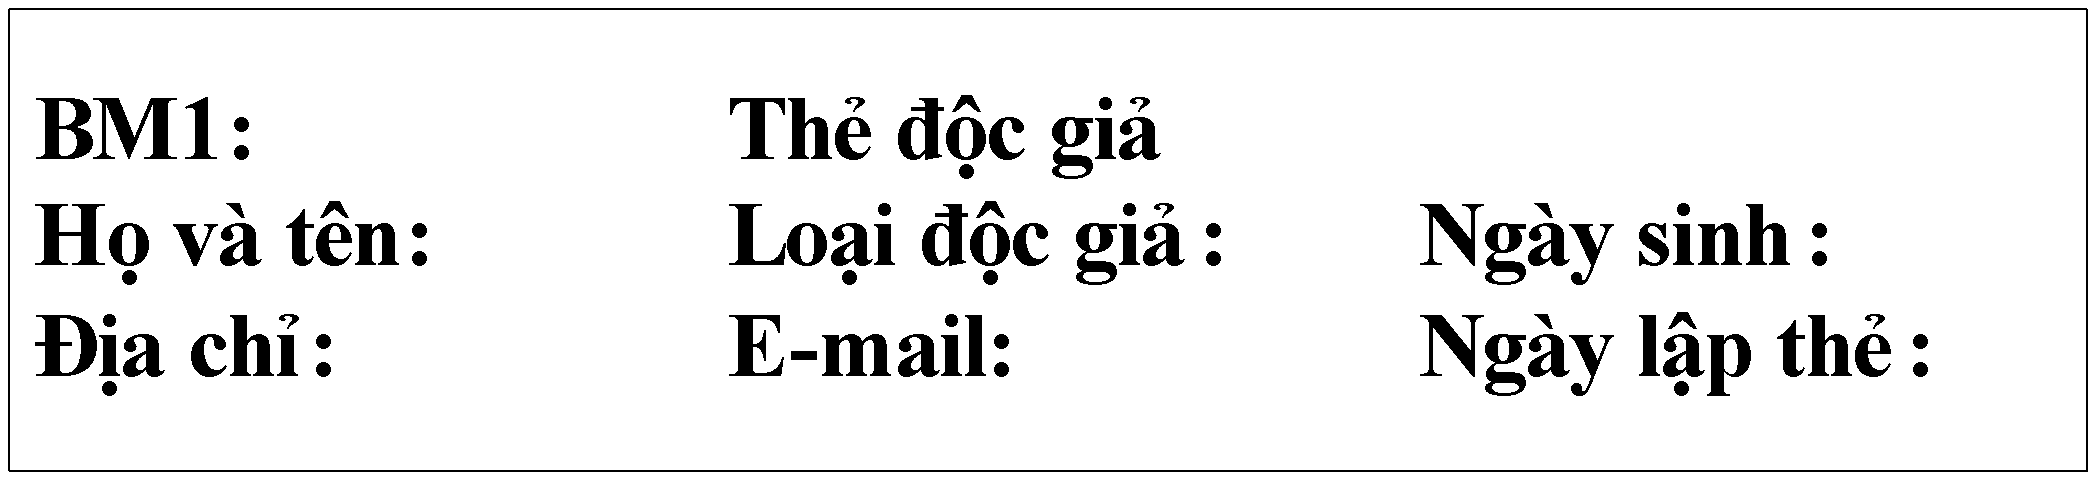 BM1: Thẻ độc giả
Họ và tên: Loại độc giả : Ngày sinh :
Địa chỉ : E-mail: Ngày lập thẻ :